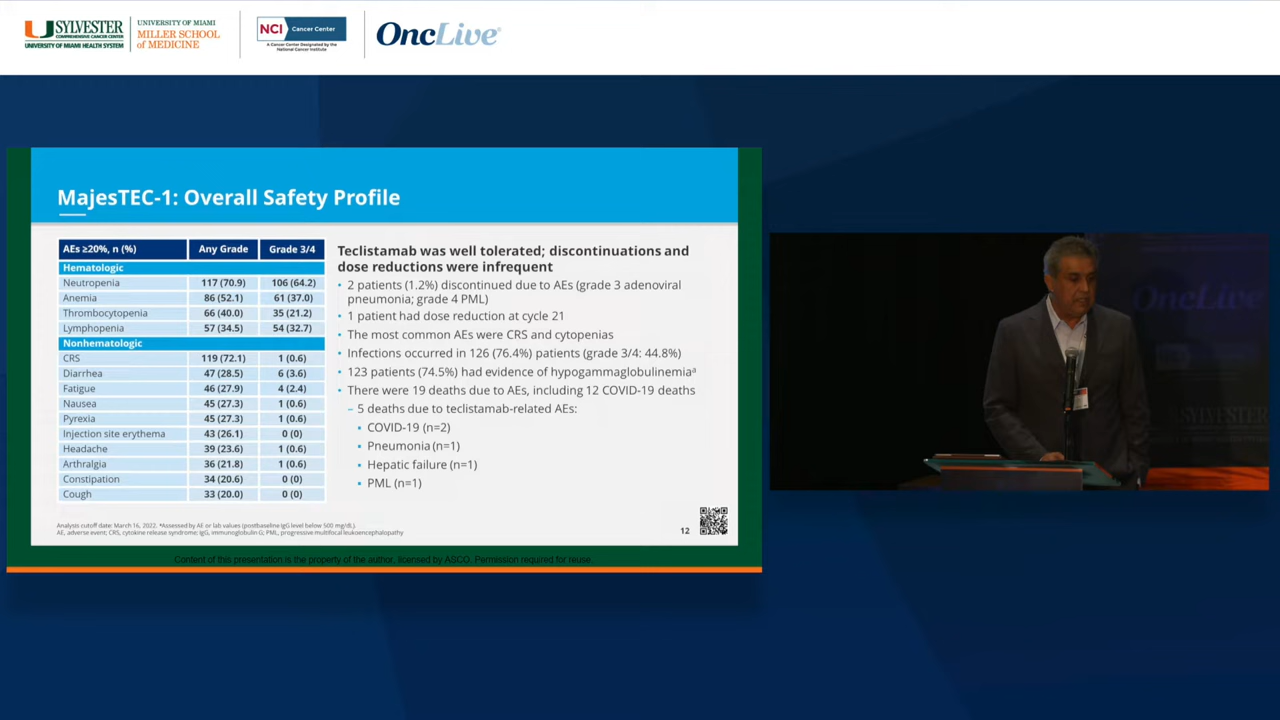 SYLVESTER
COMPREHENSIVE CANCER CENTER
UNIVERSITY OF MIAMI HEALTH SYSTEM
UNIVERSITY OF MIAMI
MILLER SCHOOL
of MEDICINE
NCI Cancer Center
A Cancer Center Designated by the
National Cancer Institute
OncLive®
MajesTEC-1: Overall Safety Profile
AEs ≥20%, n (%) Any Grade Grade 3/4
Hematologic
Neutropenia 117 (70.9) 106 (64.2)
Anemia 86 (52.1) 61 (37.0)
Thrombocytopenia 66 (40.0) 35 (21.2)
Lymphopenia 57 (34.5) 54 (32.7)
Nonhematologic
CRS 119 (72.1) 1 (0.6)
Diarrhea 47 (28.5) 6 (3.6)
Fatigue 46 (27.9) 4 (2.4)
Nausea 45 (27.3) 1 (0.6)
Pyrexia 45 (27.3) 1 (0.6)
Injection site erythema 43 (26.1) 0 (0)
Headache 39 (23.6) 1 (0.6)
Arthralgia 36 (21.8) 1 (0.6)
Constipation 34 (20.6) 0 (0)
Cough 33 (20.0) 0 (0)
Teclistamab was well tolerated; discontinuations and
dose reductions were infrequent
• 2 patients (1.2%) discontinued due to AEs (grade 3 adenoviral
pneumonia; grade 4 PML)
• 1 patient had dose reduction at cycle 21
• The most common AEs were CRS and cytopenias
• Infections occurred in 126 (76.4%) patients (grade 3/4: 44.8%)
• 123 patients (74.5%) had evidence of hypogammaglobulinemiaᵃ
• There were 19 deaths due to AEs, including 12 COVID-19 deaths
– 5 deaths due to teclistamab-related AEs:
▪ COVID-19 (n=2)
▪ Pneumonia (n=1)
▪ Hepatic failure (n=1)
▪ PML (n=1)
Analysis cutoff date: March 16, 2022. ᵃAssessed by AE or lab values (postbaseline IgG level below 500 mg/dL).
AE, adverse event; CRS, cytokine release syndrome; IgG, immunoglobulin G; PML, progressive multifocal leukoencephalopathy
12
Content of this presentation is the property of the author, licensed by ASCO. Permission required for reuse.
OncLive
SYLVESTER